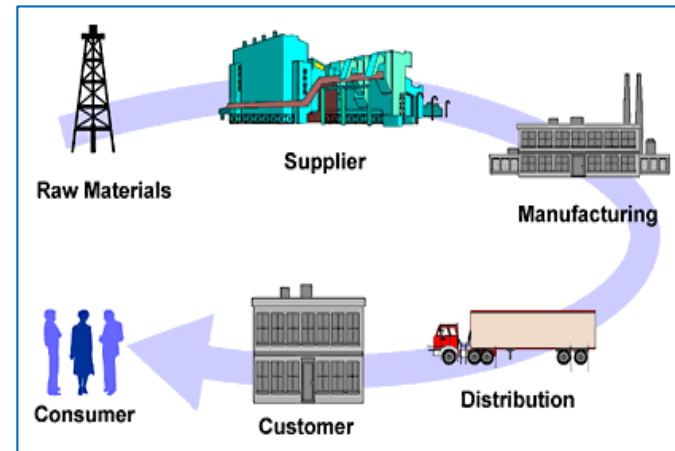 Raw Materials
Supplier
Manufacturing
Consumer
Customer
Distribution